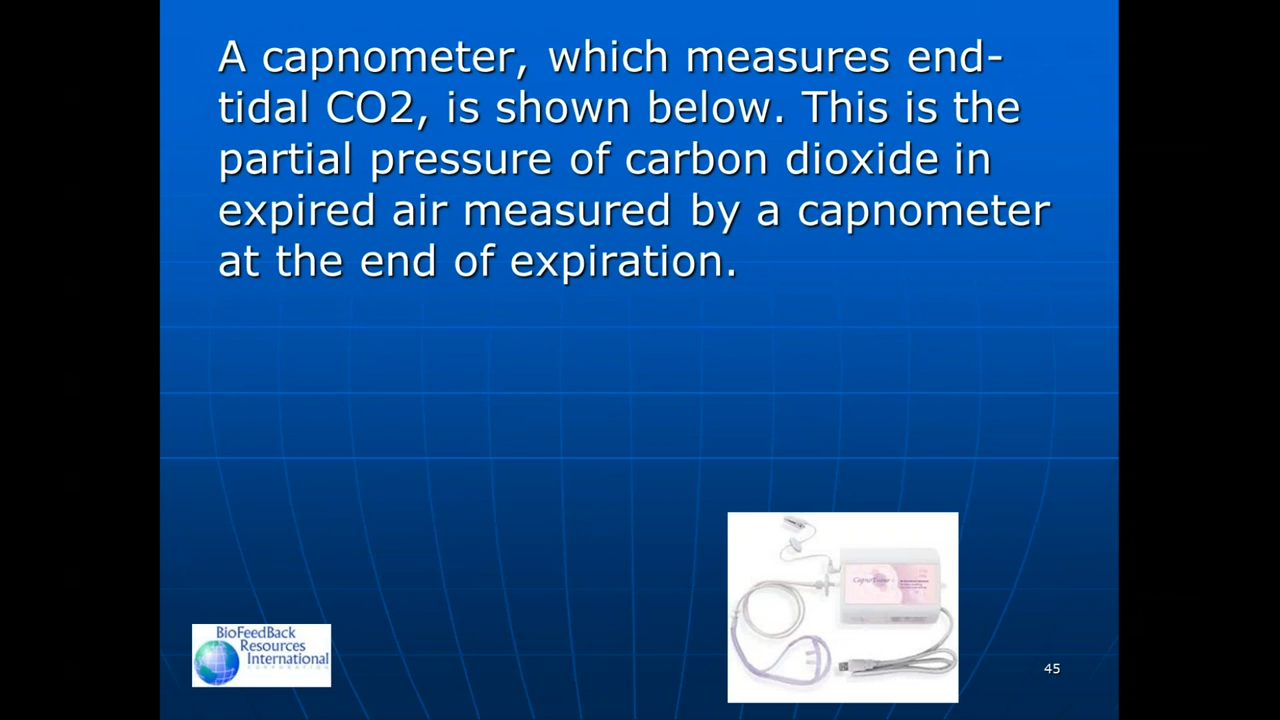 A capnometer, which measures end-
tidal CO2, is shown below. This is the
partial pressure of carbon dioxide in
expired air measured by a capnometer
at the end of expiration.
BioFeedBack
Resources
International
CORPORATION
45